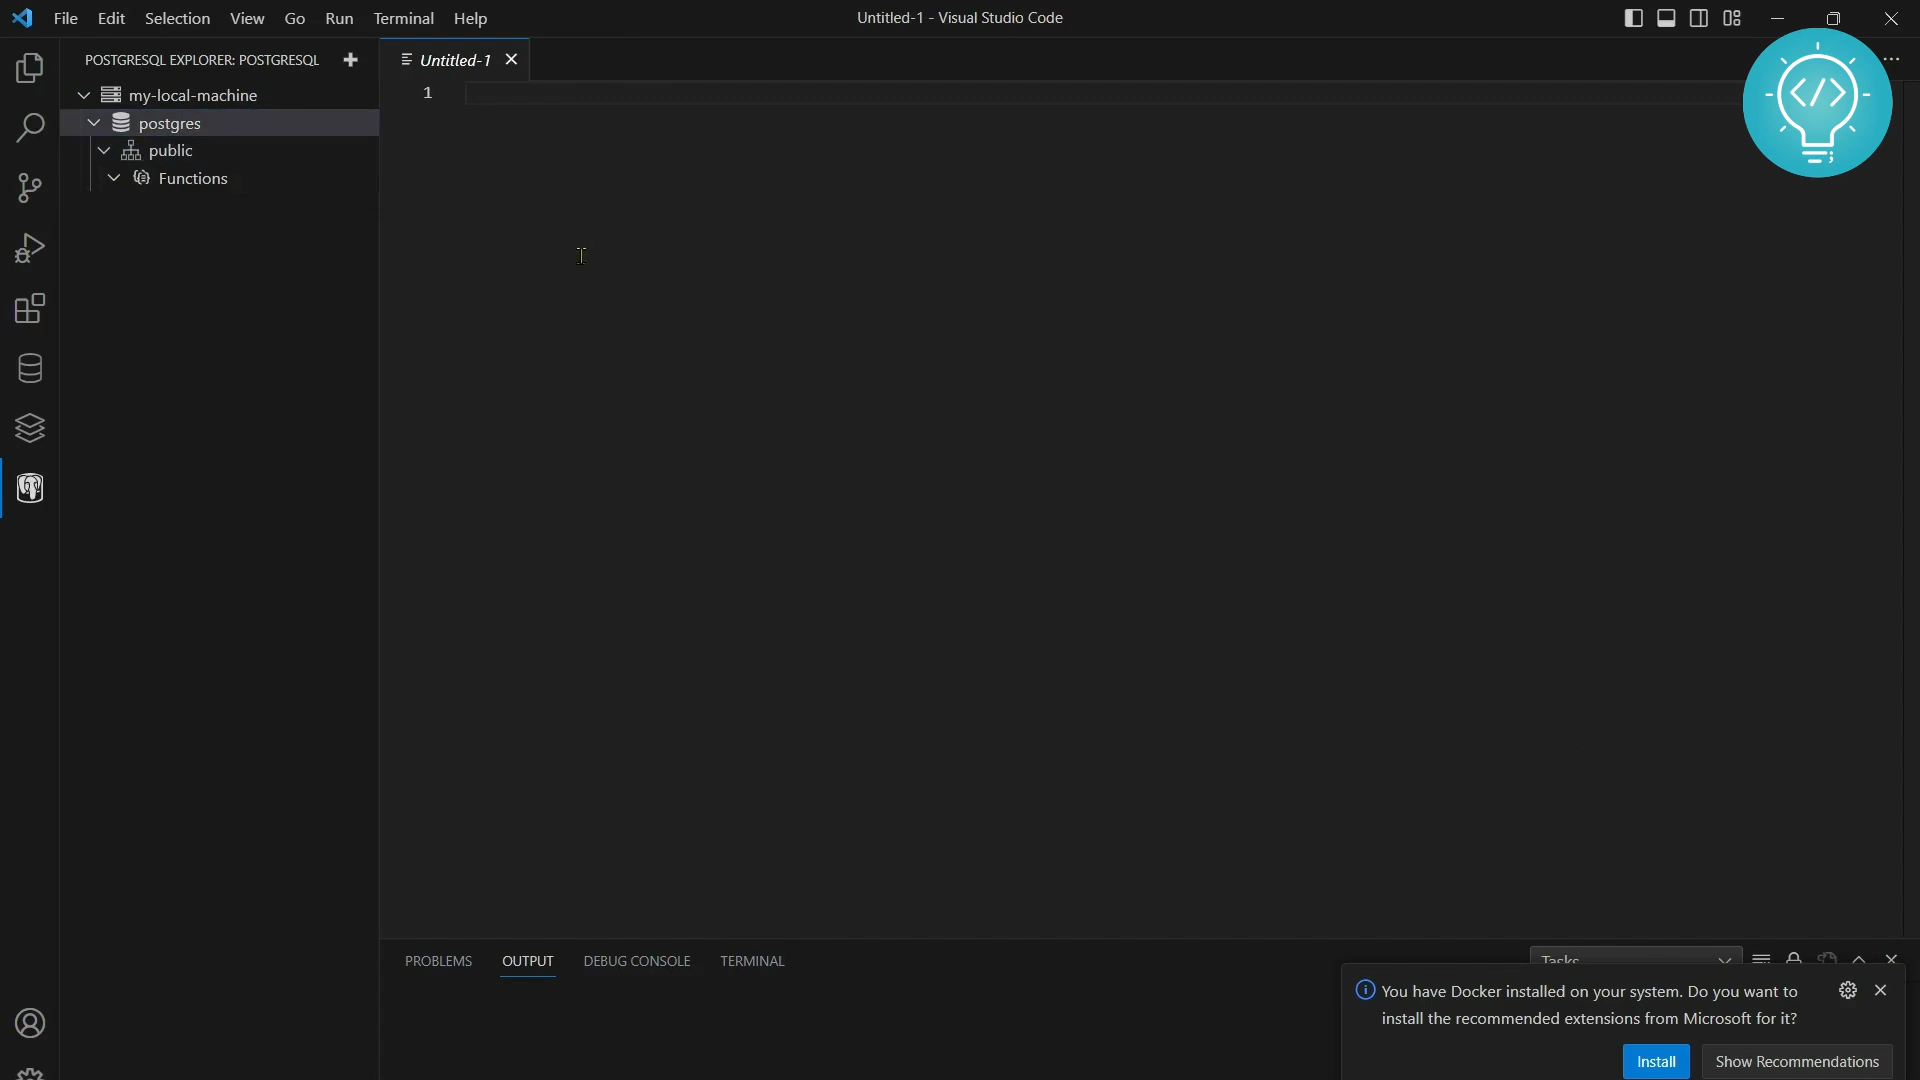 File Edit Selection View Go Run Terminal Help
Untitled-1 - Visual Studio Code
POSTGRESQL EXPLORER: POSTGRESQL
Untitled-1
my-local-machine
postgres
public
Functions
1
</>
;
PROBLEMS OUTPUT DEBUG CONSOLE TERMINAL
Tasks
You have Docker installed on your system. Do you want to
install the recommended extensions from Microsoft for it?
Install Show Recommendations